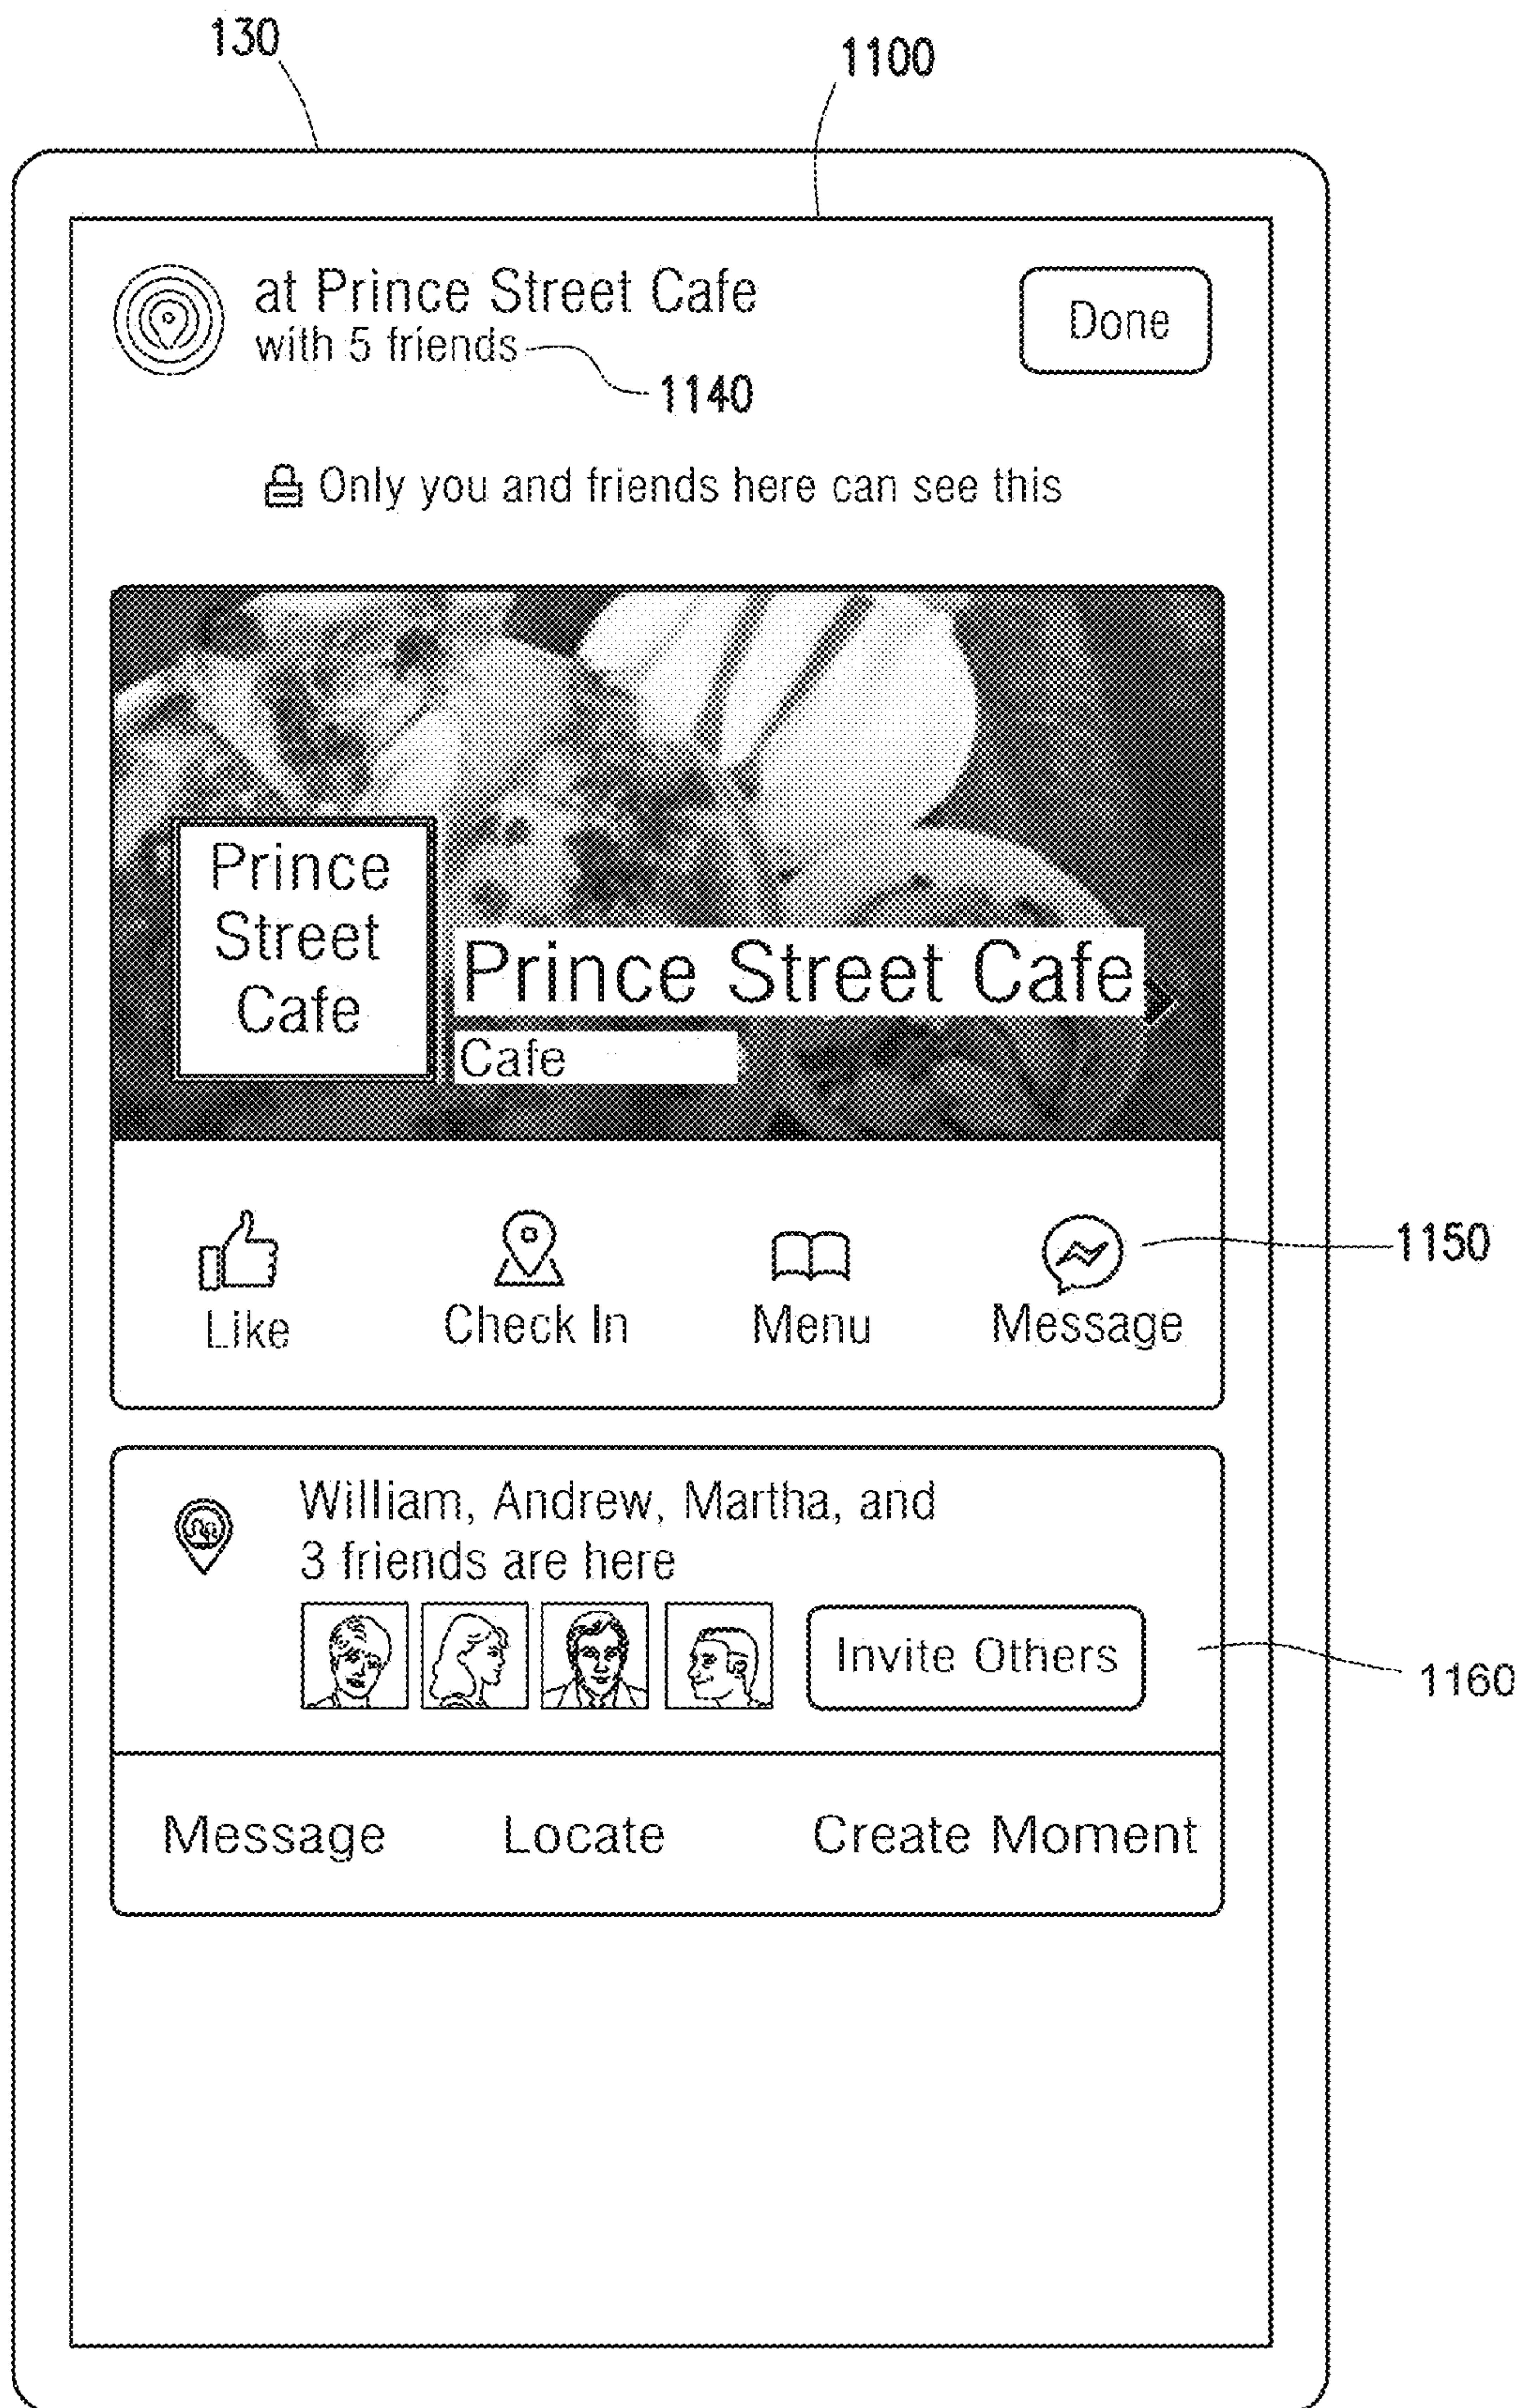 130
1100
at Prince Street Cafe
Done
with 5 friends
1140
Only you and friends here can see this
Prince
Street
Cafe
Prince Street Cafe
Cafe
1150
Like
Check In
Menu
Message
William, Andrew, Martha, and
3 friends are here
Invite Others
1160
Message
Locate
Create Moment